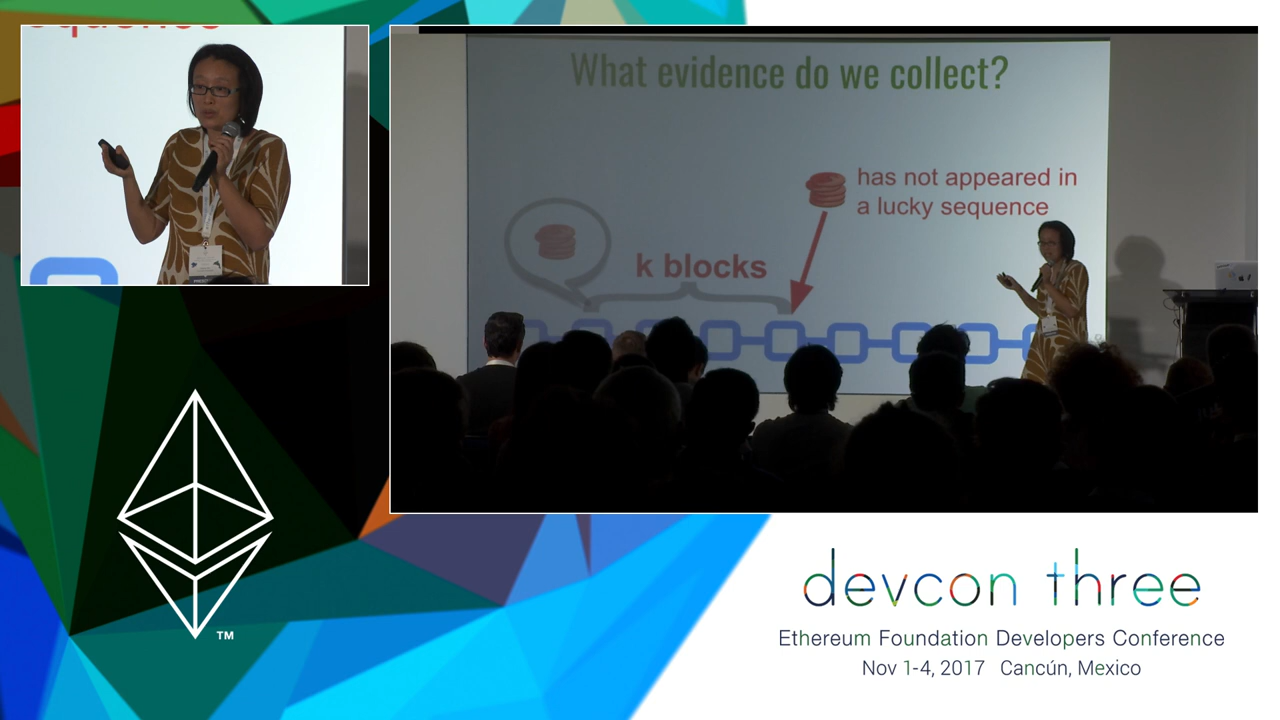 What evidence do we collect?
has not appeared in
a lucky sequence
k blocks
TM
devcon three
Ethereum Foundation Developers Conference
Nov 1-4, 2017 Cancún, Mexico